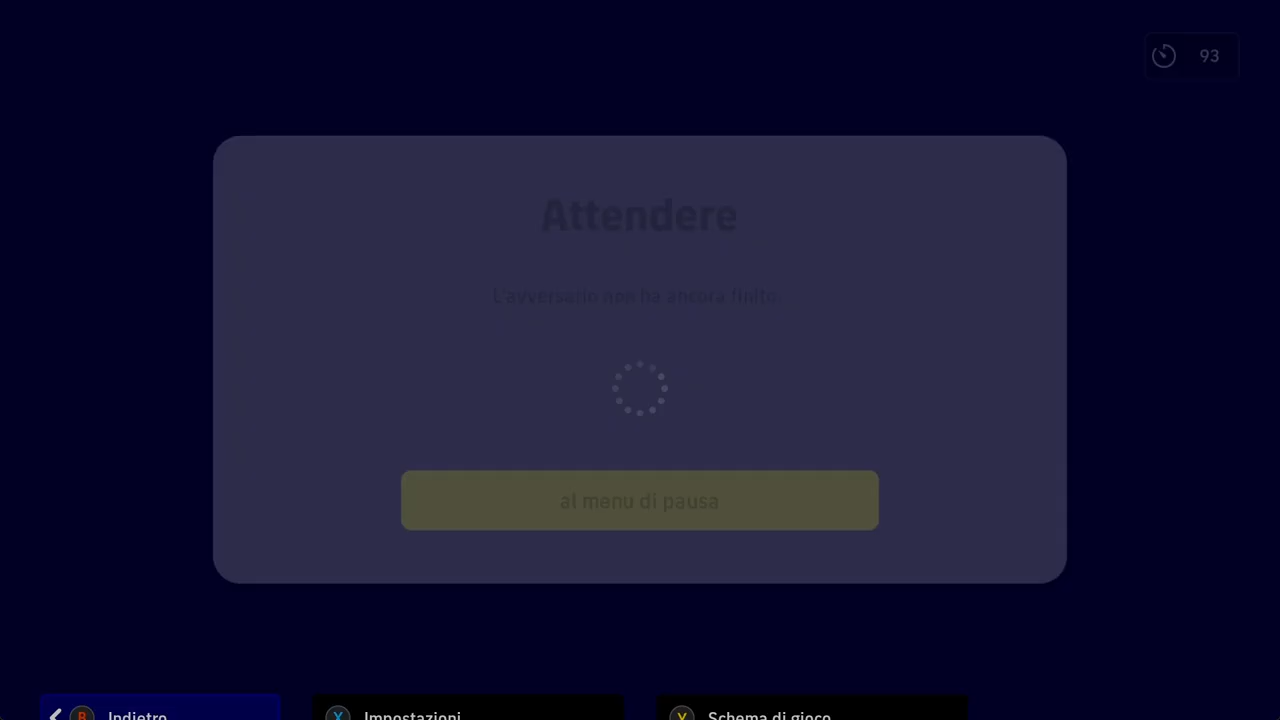 93
Attendere
L'avversario non ha ancora finito.
al menu di pausa
B Indietro
X Impostazioni
Y Schema di gioco